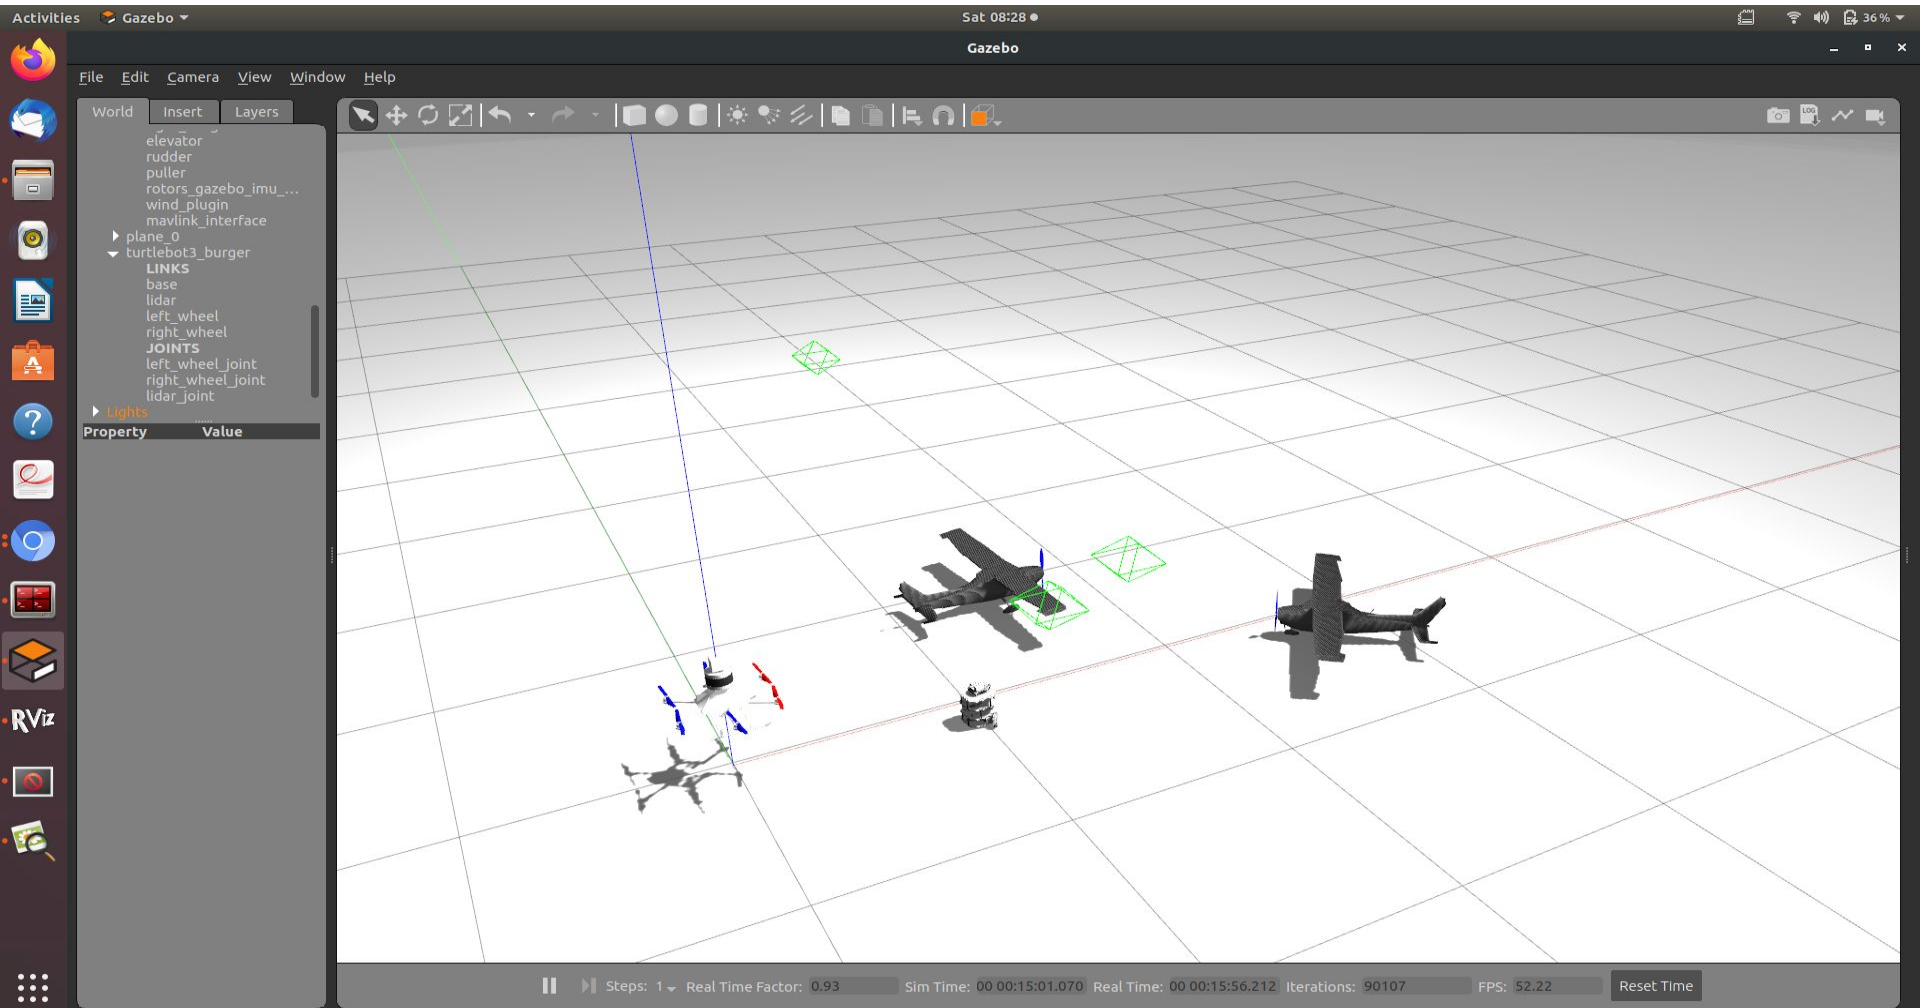 Activities Gazebo Sat 08:28 36 %
Gazebo
File Edit Camera View Window Help
World Insert Layers
elevator
rudder
puller
rotors_gazebo_imu_...
wind_plugin
mavlink_interface
plane_0
turtlebot3_burger
LINKS
base
lidar
left_wheel
right_wheel
JOINTS
left_wheel_joint
right_wheel_joint
lidar_joint
Lights
Property Value
LOG
RViz
Steps: 1 Real Time Factor: 0.93 Sim Time: 00 00:15:01.070 Real Time: 00 00:15:56.212 Iterations: 90107 FPS: 52.22 Reset Time